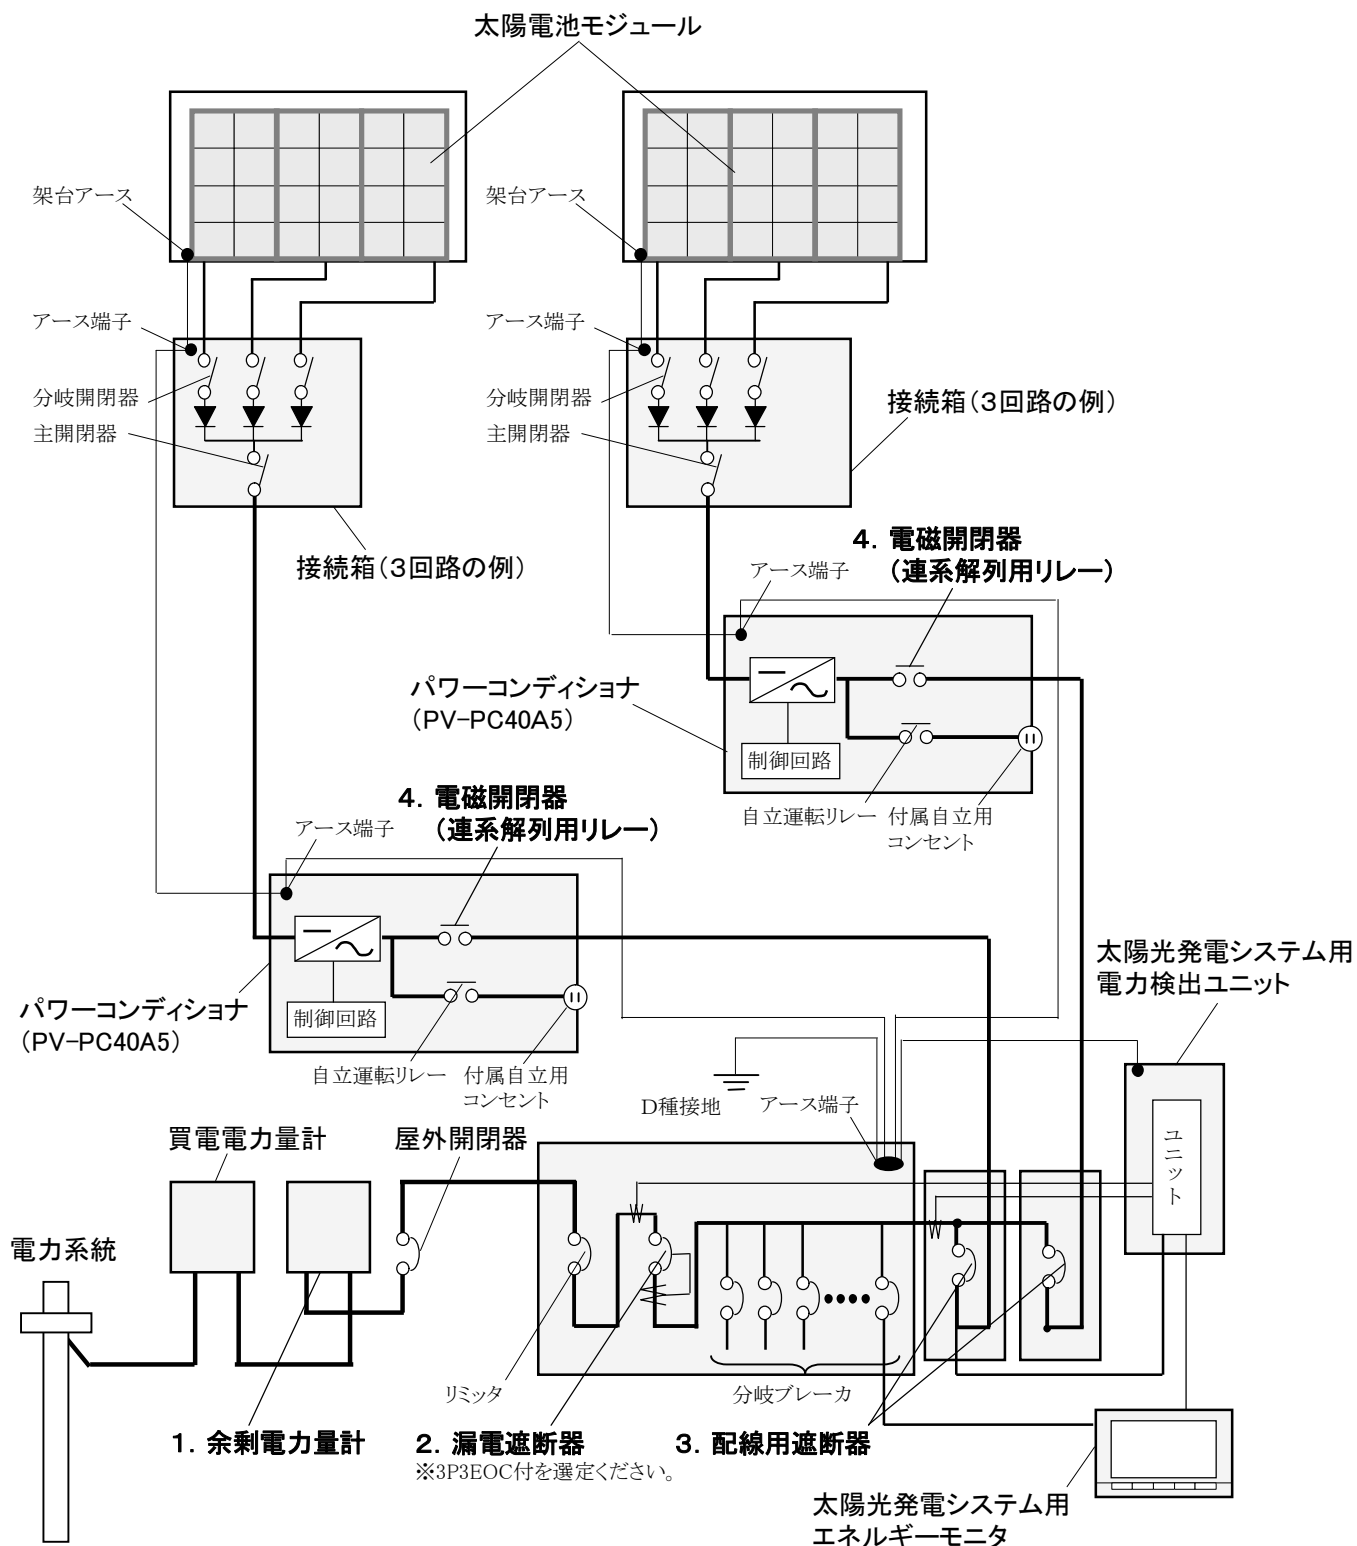 太陽電池モジュール
架台アース
架台アース
アース端子
アース端子
分岐開閉器
主開閉器
分岐開閉器
主開閉器
接続箱（3回路の例）
接続箱（3回路の例）
4．電磁開閉器
（連系解列用リレー）
アース端子
パワーコンディショナ
（PV-PC40A5）
制御回路
自立運転リレー
付属自立用
コンセント
4．電磁開閉器
（連系解列用リレー）
アース端子
パワーコンディショナ
（PV-PC40A5）
制御回路
自立運転リレー
付属自立用
コンセント
太陽光発電システム用
電力検出ユニット
D種接地
アース端子
ユニット
買電電力量計
屋外開閉器
電力系統
リミッタ
分岐ブレーカ
1．余剰電力量計
2．漏電遮断器
※3P3EOC付を選定ください。
3．配線用遮断器
太陽光発電システム用
エネルギーモニタ